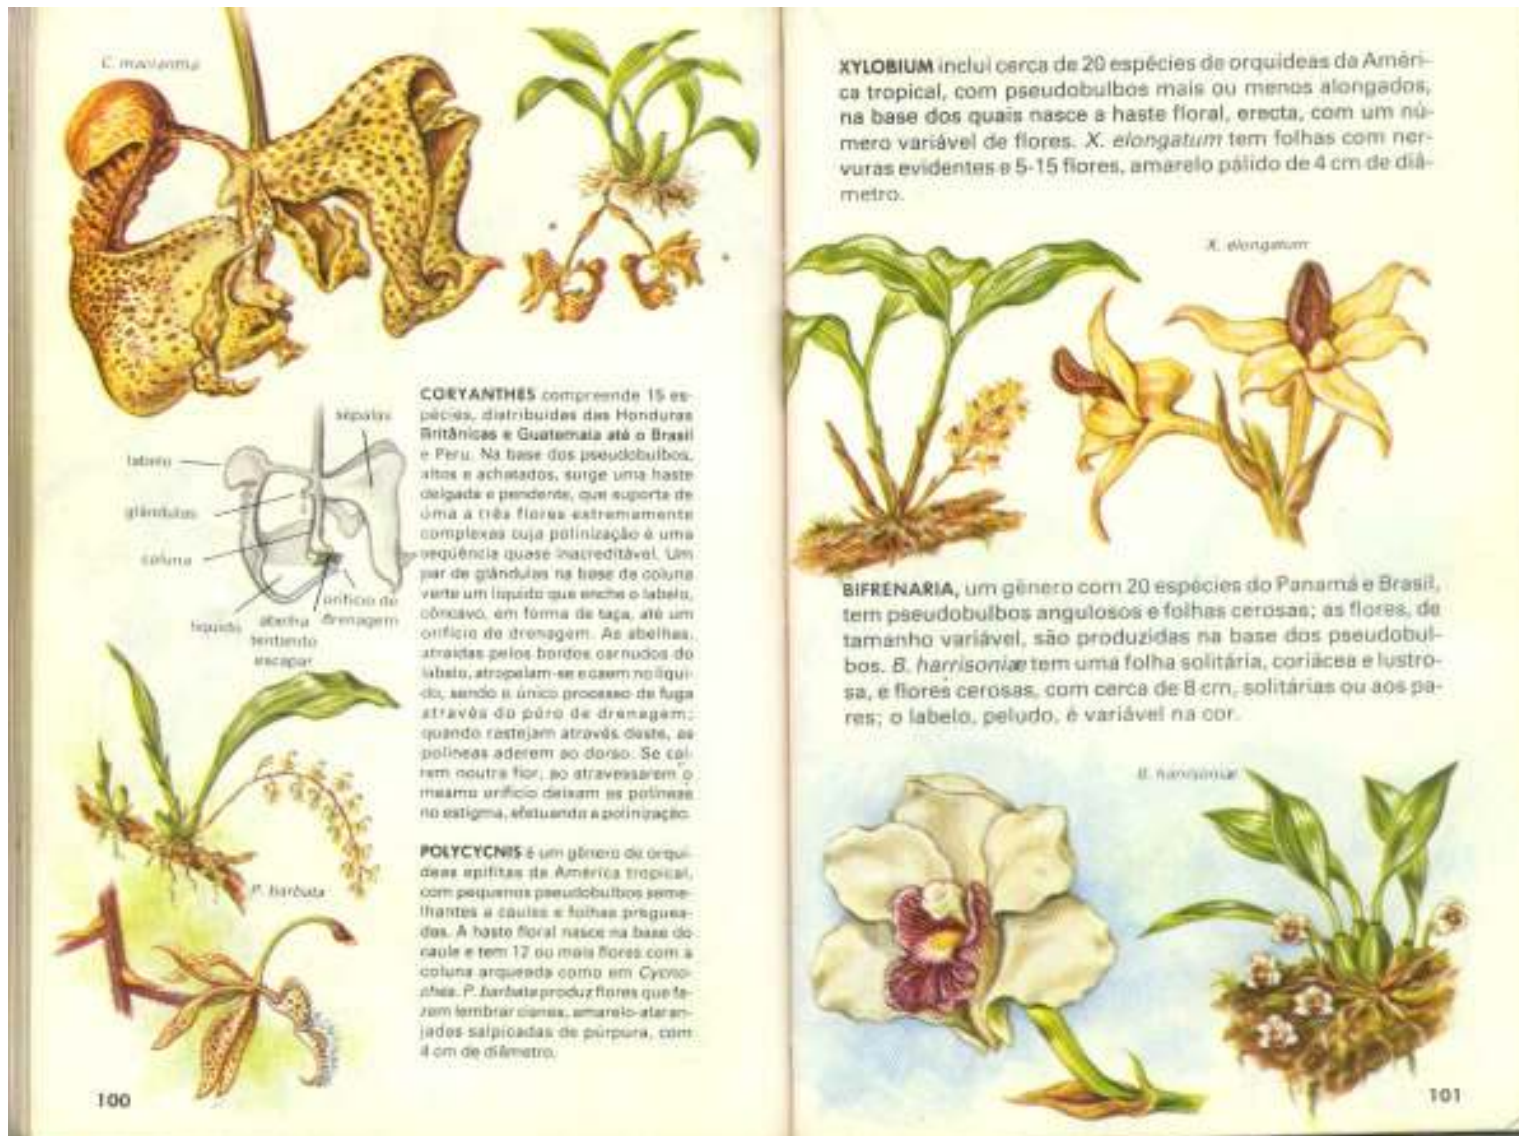 C. macrantha
CORYANTHES compreende 15 es-
pécies, distribuídas das Honduras
Britânicas e Guatemala até o Brasil
e Peru. Na base dos pseudobulbos,
altos e achatados, surge uma haste
delgada e pendente, que suporta de
uma a três flores extremamente
complexas cuja polinização é uma
seqüência quase inacreditável. Um
par de glândulas na base da coluna
verte um líquido que enche o labelo,
côncavo, em forma de taça, até um
orifício de drenagem. As abelhas,
atraídas pelos bordos carnudos do
labelo, atropelam-se e caem no líqui-
do, sendo o único processo de fuga
através do poro de drenagem;
quando rastejam através deste, as
políneas aderem ao dorso. Se caí-
rem noutra flor, ao atravessarem o
mesmo orifício deixam as políneas
no estigma, efetuando a polinização.
sépalas
labelo
glândulas
coluna
líquido
abelha
tentando
escapar
orifício de
drenagem
POLYCYCNIS é um gênero de orquí-
deas epífitas da América tropical,
com pequenos pseudobulbos seme-
lhantes a caules e folhas preguea-
das. A haste floral nasce na base do
caule e tem 12 ou mais flores com a
coluna arqueada como em Cycno-
ches. P. barbata produz flores que fa-
zem lembrar cisnes, amarelo-alaran-
jadas salpicadas de púrpura, com
4 cm de diâmetro.
P. barbata
100
XYLOBIUM inclui cerca de 20 espécies de orquídeas da Améri-
ca tropical, com pseudobulbos mais ou menos alongados,
na base dos quais nasce a haste floral, erecta, com um nú-
mero variável de flores. X. elongatum tem folhas com ner-
vuras evidentes e 5-15 flores, amarelo pálido de 4 cm de diâ-
metro.
X. elongatum
BIFRENARIA, um gênero com 20 espécies do Panamá e Brasil,
tem pseudobulbos angulosos e folhas cerosas; as flores, de
tamanho variável, são produzidas na base dos pseudobul-
bos. B. harrisoniæ tem uma folha solitária, coriácea e lustro-
sa, e flores cerosas, com cerca de 8 cm, solitárias ou aos pa-
res; o labelo, peludo, é variável na cor.
B. harrisoniæ
101